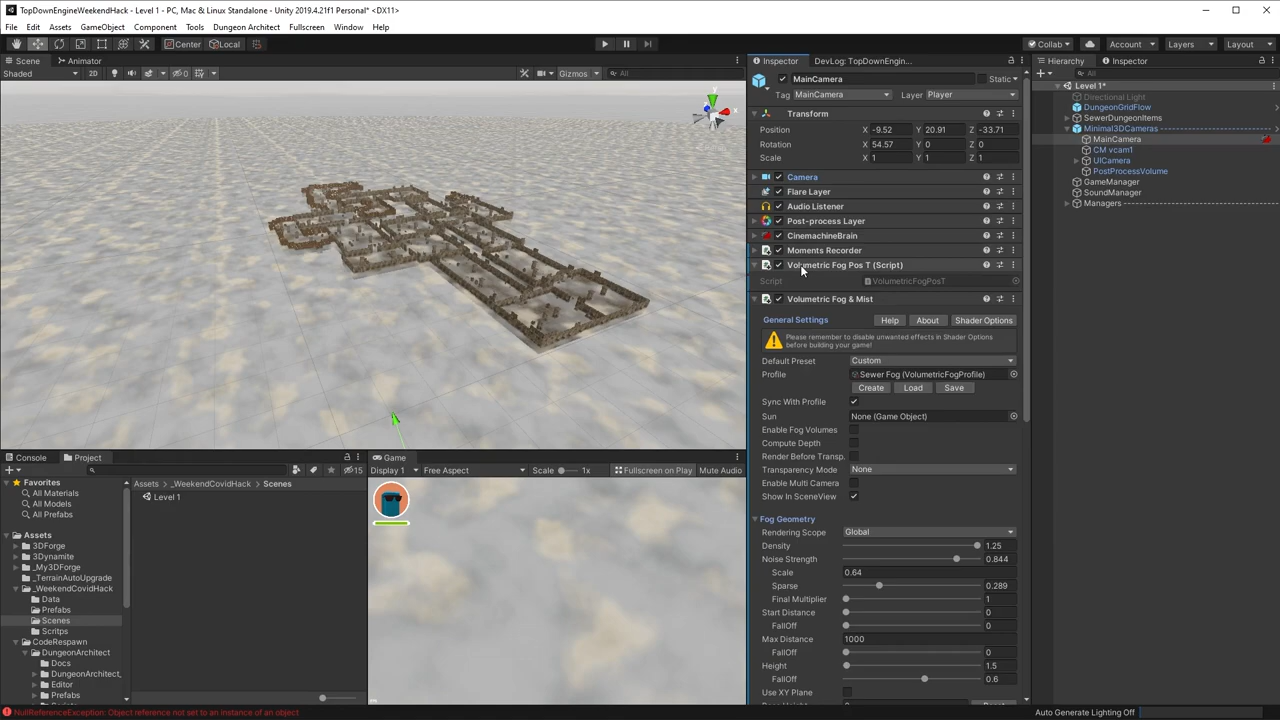 TopDownEngineWeekendHack - Level 1 - PC, Mac & Linux Standalone - Unity 2019.4.21f1 Personal* <DX11>
File Edit Assets GameObject Component Tools Dungeon Architect Fullscreen Window Help
Center Local Collab Account Layers Layout
Scene Animator
Shaded 2D 0 Gizmos All
y
x
Inspector DevLog: TopDownEngin...
MainCamera Static
Tag MainCamera Layer Player
Transform
Position X -9.52 Y 20.91 Z -33.71
Rotation X 54.57 Y 0 Z 0
Scale X 1 Y 1 Z 1
Camera
Flare Layer
Audio Listener
Post-process Layer
CinemachineBrain
Moments Recorder
Volumetric Fog Pos T (Script)
Script VolumetricFogPosT
Volumetric Fog & Mist
General Settings Help About Shader Options
Please remember to disable unwanted effects in Shader Options
before building your game!
Default Preset Custom
Profile Sewer Fog (VolumetricFogProfile)
Create Load Save
Sync With Profile
Sun None (Game Object)
Enable Fog Volumes
Compute Depth
Render Before Transp.
Transparency Mode None
Enable Multi Camera
Show In SceneView
Fog Geometry
Rendering Scope Global
Density 1.25
Noise Strength 0.844
Scale 0.64
Sparse 0.289
Final Multiplier 1
Start Distance 0
FallOff 0
Max Distance 1000
FallOff 0
Height 1.5
FallOff 0.6
Use XY Plane
Hierarchy Inspector
All
Level 1*
Directional Light
DungeonGridFlow
SewerDungeonItems
Minimal3DCameras
MainCamera
CM vcam1
UICamera
PostProcessVolume
GameManager
SoundManager
Managers
Console Project
15
Favorites
All Materials
All Models
All Prefabs
Assets
3DForge
3Dynamite
_My3DForge
_TerrainAutoUpgrade
_WeekendCovidHack
Data
Prefabs
Scenes
Scritps
CodeRespawn
DungeonArchitect
Docs
DungeonArchitect_
Editor
Prefabs
Assets _WeekendCovidHack Scenes
Level 1
Game
Display 1 Free Aspect Scale 1x Fullscreen on Play Mute Audio
NullReferenceException: Object reference not set to an instance of an object
Auto Generate Lighting Off